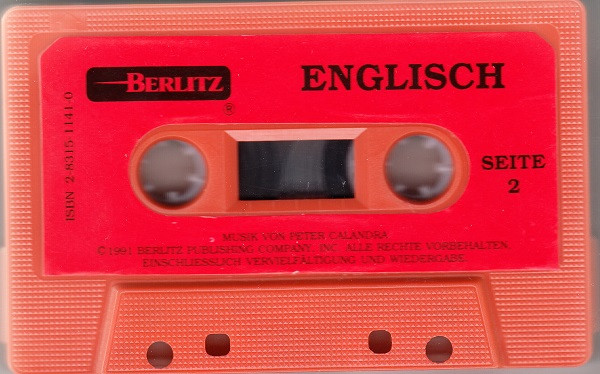 BERLITZ
®
ENGLISCH
ISBN 2-8315-1141-0
SEITE
2
MUSIK VON PETER CALANDRA
©1991 BERLITZ PUBLISHING COMPANY, INC. ALLE RECHTE VORBEHALTEN.
EINSCHLIESSLICH VERVIELFÄLTIGUNG UND WIEDERGABE.